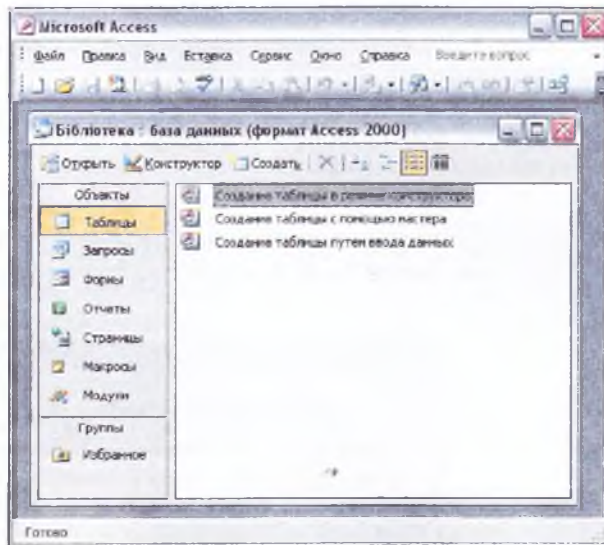 Microsoft Access
Файл Правка Вид Вставка Сервис Окно Справка Введите вопрос
Бібліотека : база данных (формат Access 2000)
Открыть Конструктор Создать
Объекты
Таблицы
Запросы
Формы
Отчеты
Страницы
Макросы
Модули
Группы
Избранное
Создание таблицы в режиме конструктора
Создание таблицы с помощью мастера
Создание таблицы путем ввода данных
Готово